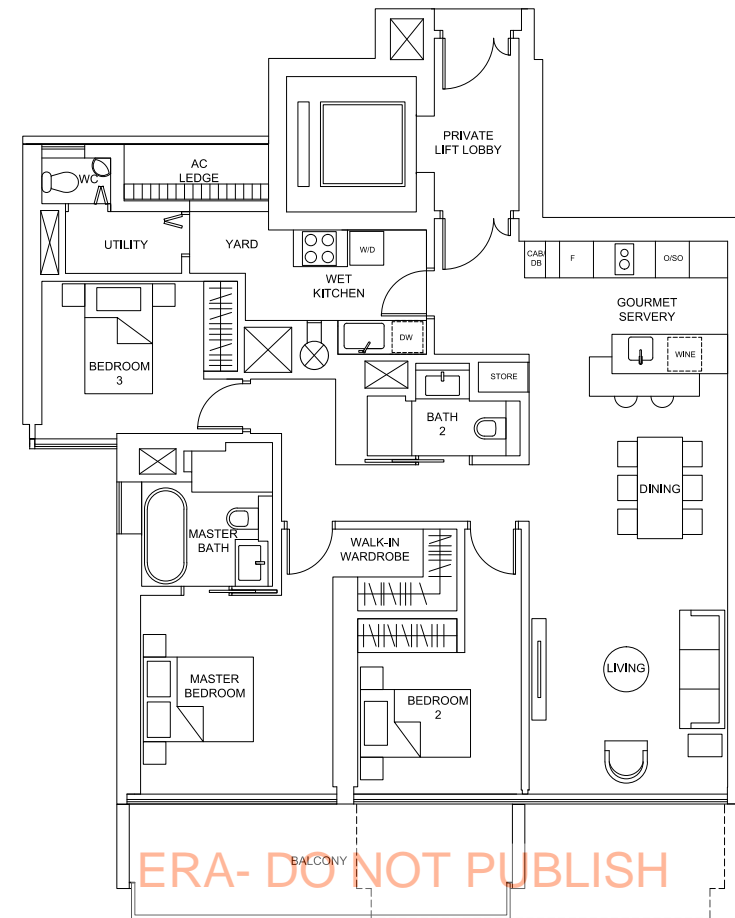 PRIVATE
LIFT LOBBY
AC
LEDGE
WC
UTILITY
YARD
W/D
WET
KITCHEN
CAB/
DB
F
O/SO
GOURMET
SERVERY
DW
WINE
BEDROOM
3
STORE
BATH
2
DINING
MASTER
BATH
WALK-IN
WARDROBE
MASTER
BEDROOM
LIVING
BEDROOM
2
BALCONY
ERA- DO NOT PUBLISH